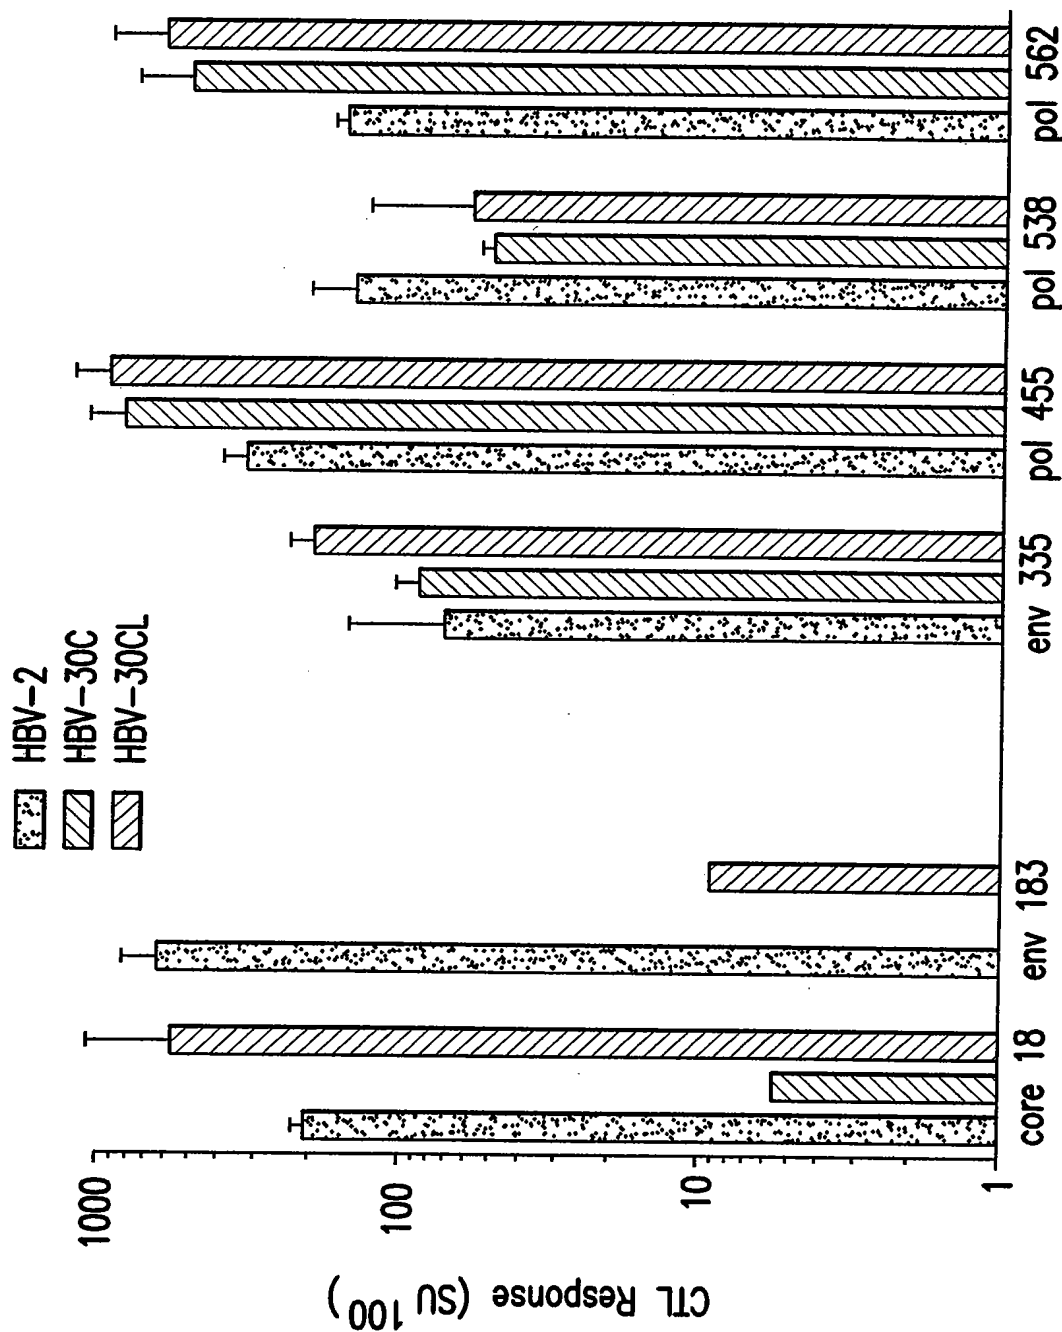 HBV-2
HBV-30C
HBV-30CL
CTL Response (SU 100)
1000
100
10
1
core 18
env 183
env 335
pol 455
pol 538
pol 562